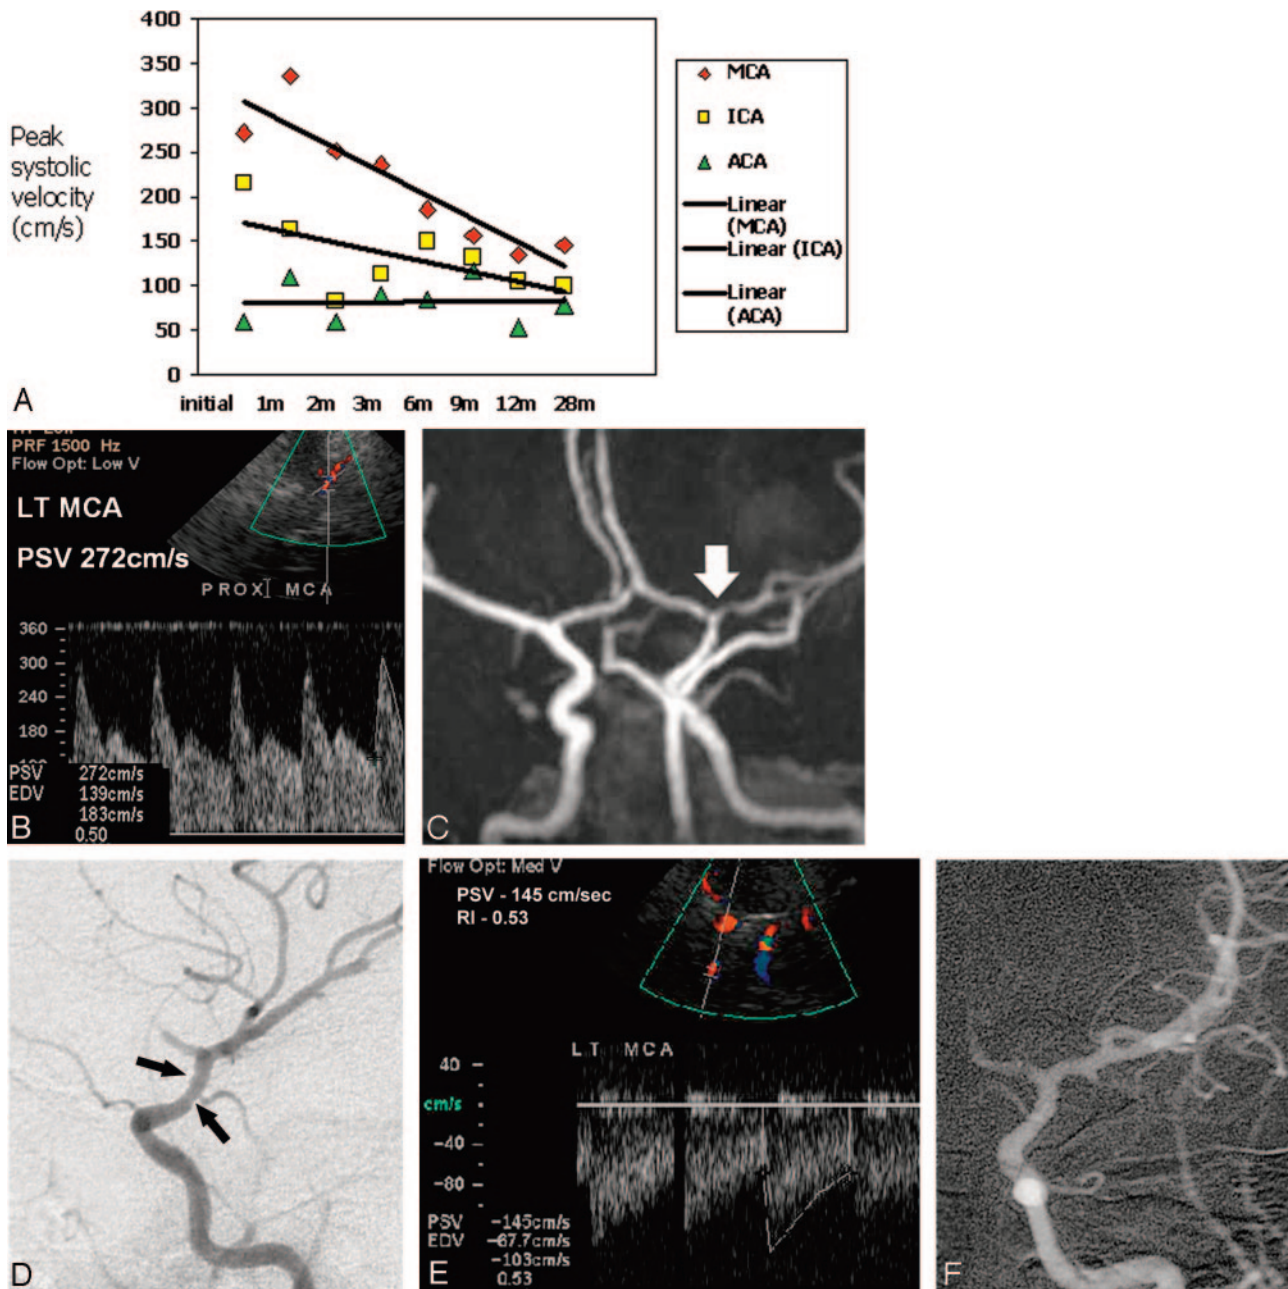 400
350
300
250
200
150
100
50
0
Peak
systolic
velocity
(cm/s)
initial 1m 2m 3m 6m 9m 12m 28m
MCA
ICA
ACA
Linear
(MCA)
Linear (ICA)
Linear
(ACA)
A
PRF 1500 Hz
Flow Opt: Low V
LT MCA
PSV 272cm/s
PROX MCA
360
300
240
180
PSV 272cm/s
EDV 139cm/s
183cm/s
0.50
B
C
D
Flow Opt: Med V
PSV - 145 cm/sec
RI - 0.53
LT MCA
40
cm/s
-40
-80
PSV -145cm/s
EDV -67.7cm/s
-103cm/s
0.53
E
F